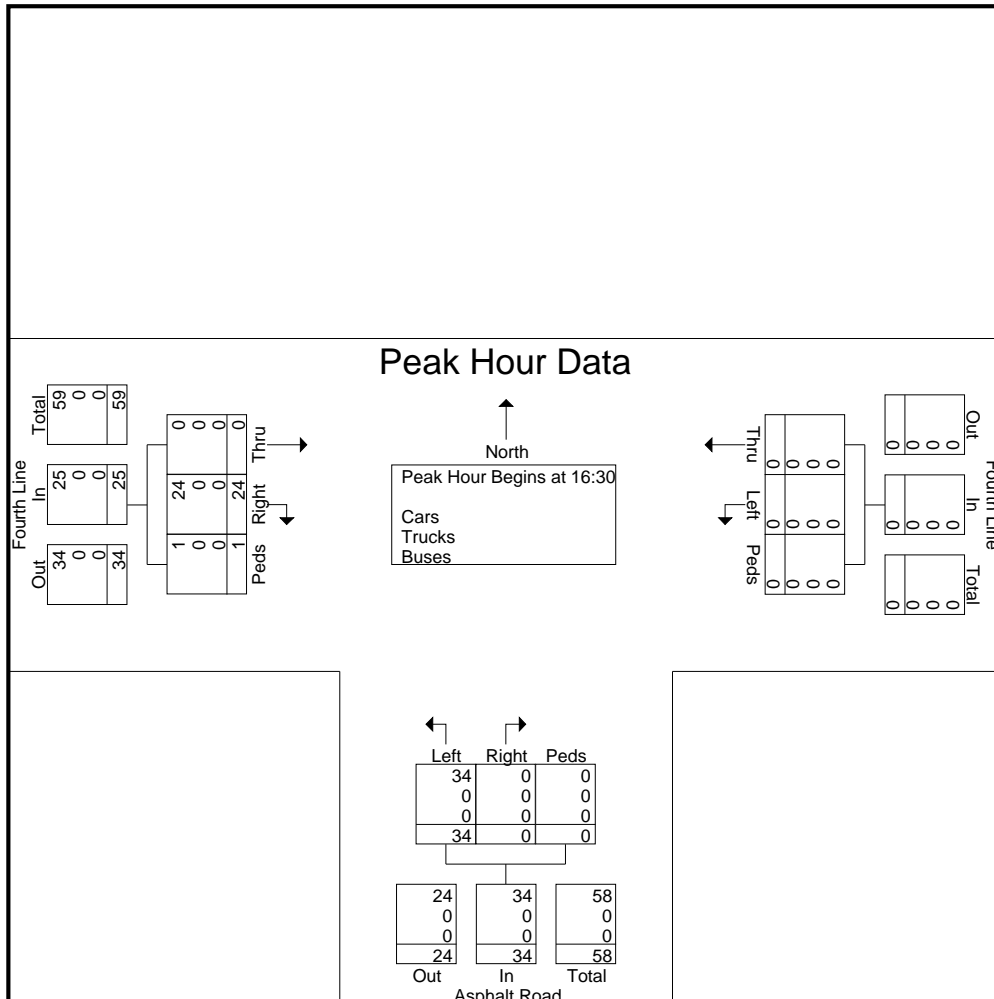 Peak Hour Data
North
Peak Hour Begins at 16:30
Cars
Trucks
Buses
Fourth Line
Total
59 0 0 59
In
25 0 0 25
Out
34 0 0 34
Thru
0 0 0 0
Right
24 0 0 24
Peds
1 0 0 1
Thru
0 0 0 0
Left
0 0 0 0
Peds
0 0 0 0
Out
0 0 0 0
In
0 0 0 0
Total
0 0 0 0
Fourth Line
Left Right Peds
34 0 0
0 0 0
0 0 0
34 0 0
24 34 58
0 0 0
0 0 0
24 34 58
Out In Total
Asphalt Road